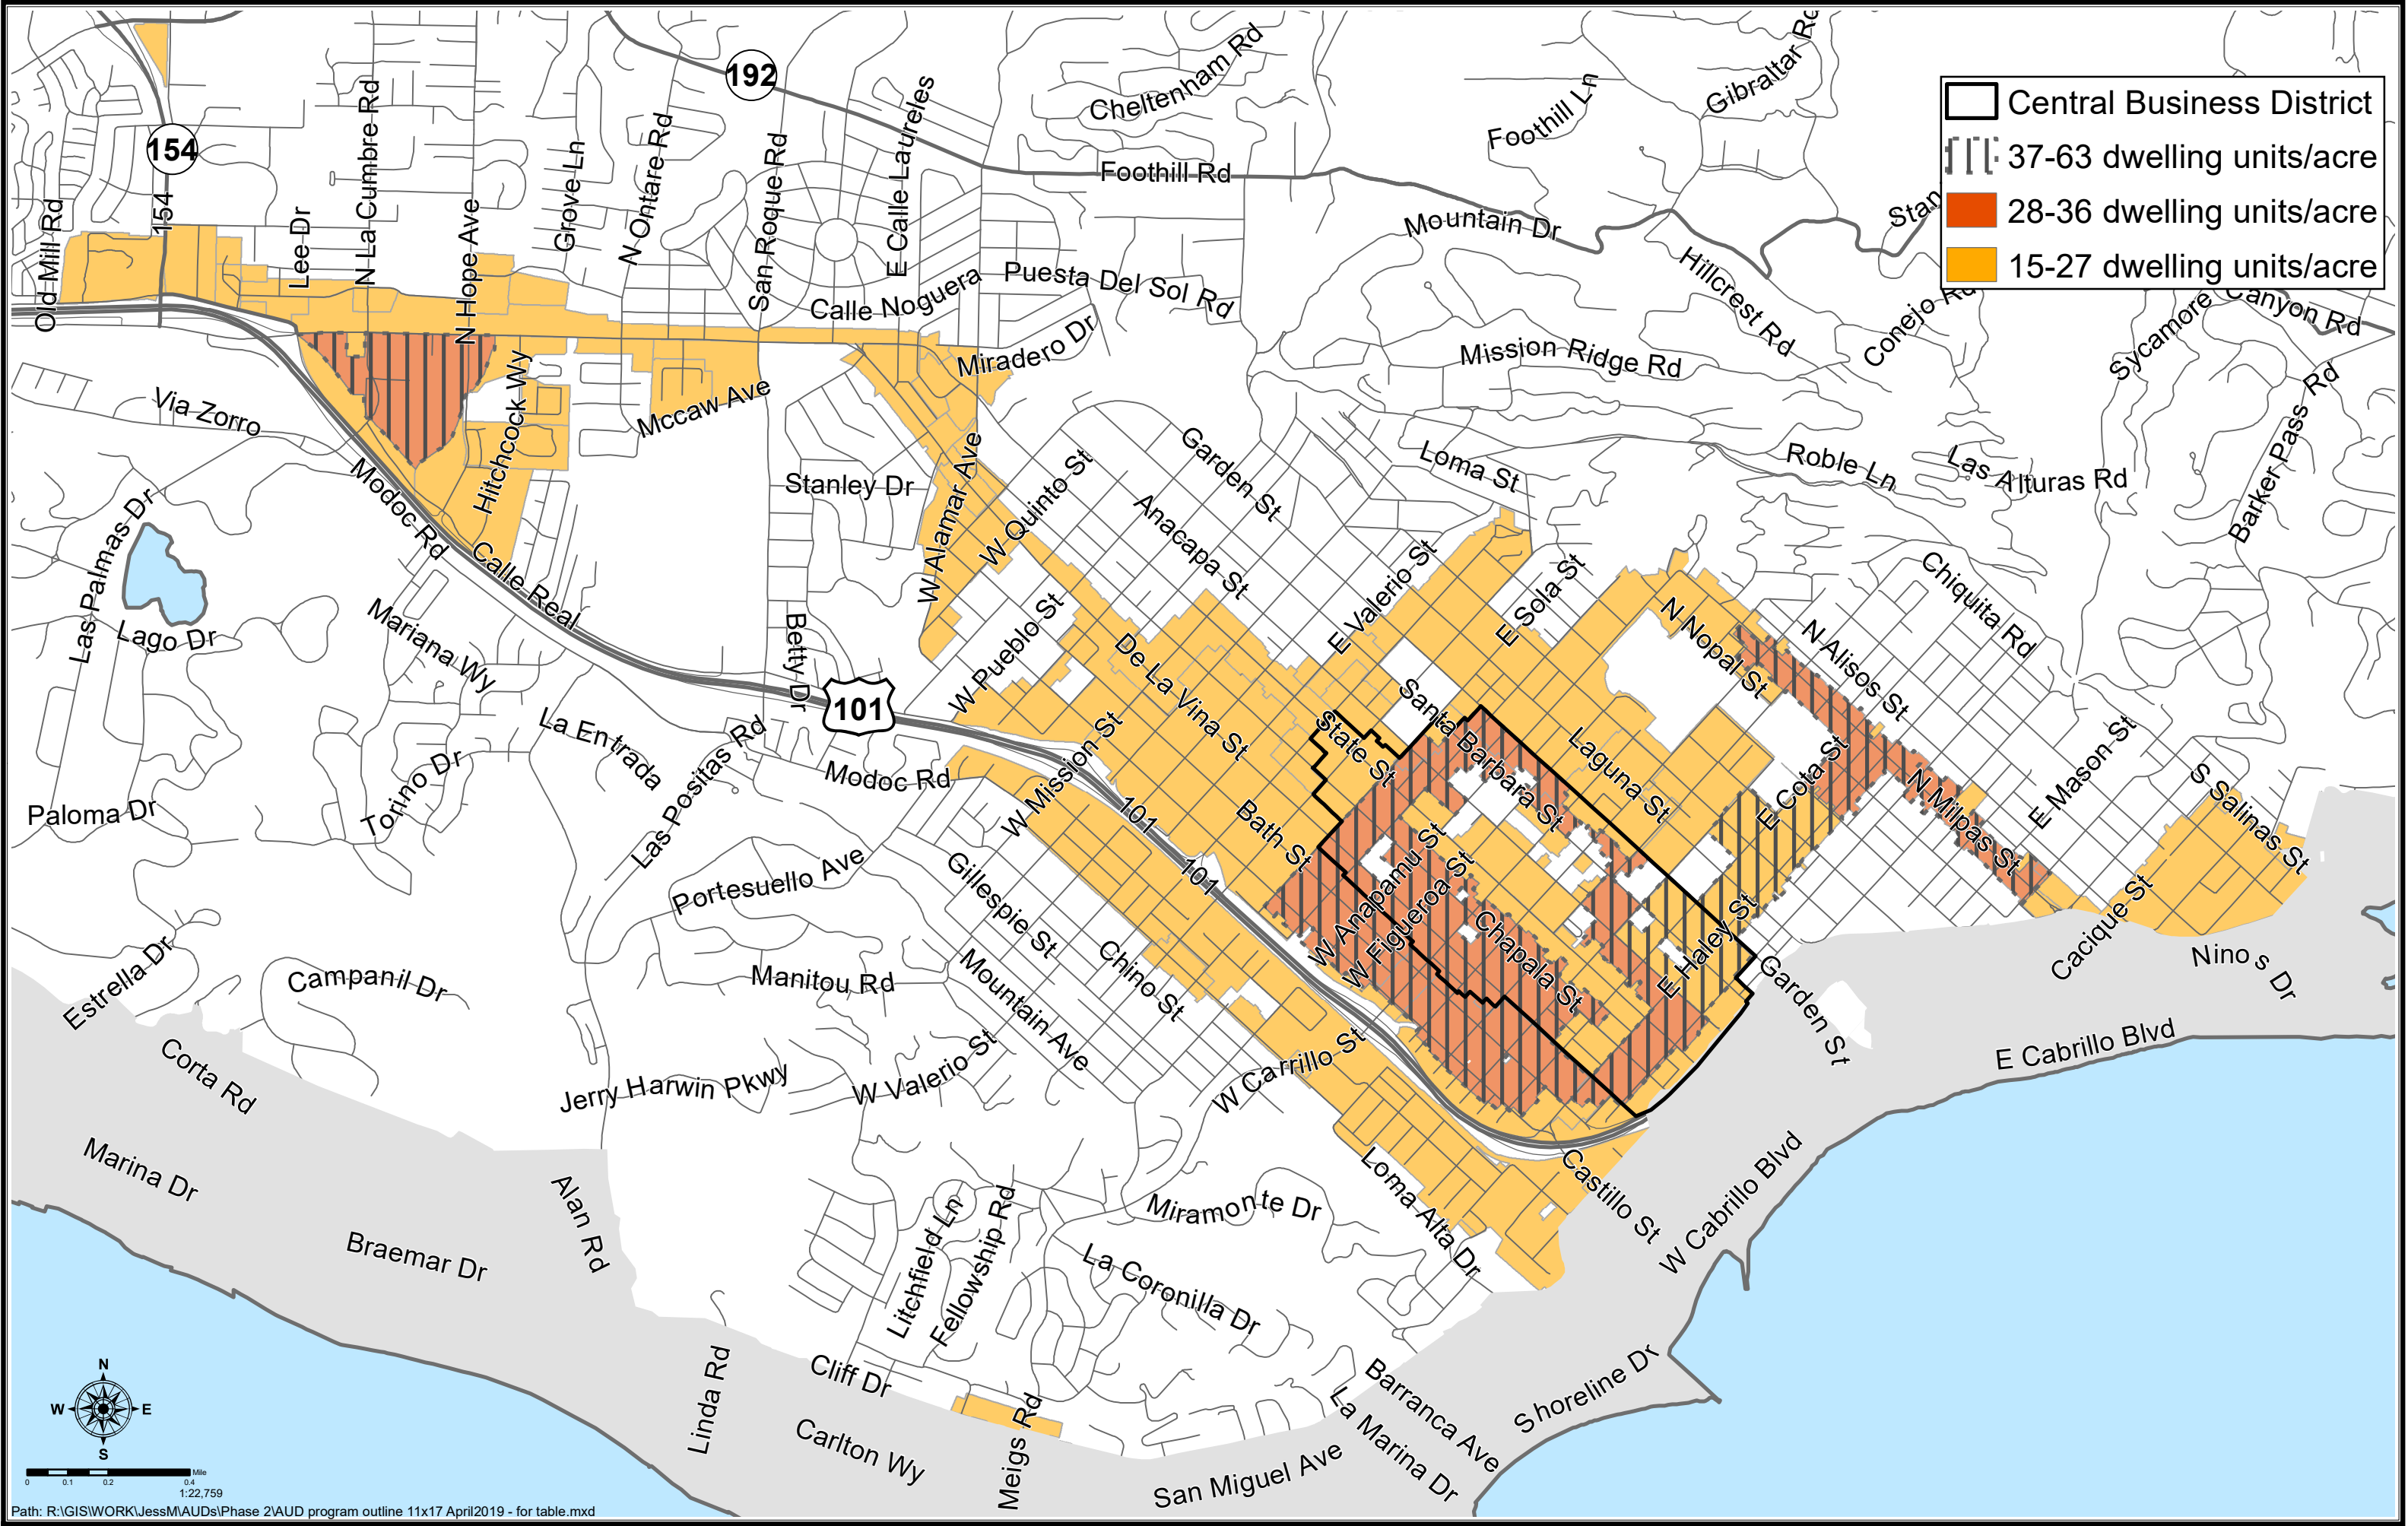 192
154
154
Old Mill Rd
Lee Dr
N La Cumbre Rd
N Hope Ave
Grove Ln
N Ontare Rd
San Roque Rd
E Calle Laureles
Cheltenham Rd
Foothill Rd
Foothill Ln
Gibraltar Rd
Central Business District
37-63 dwelling units/acre
28-36 dwelling units/acre
15-27 dwelling units/acre
Stan
Mountain Dr
Hillcrest Rd
Conejo Rd
Sycamore
Canyon Rd
Calle Noguera
Puesta Del Sol Rd
Miradero Dr
Mission Ridge Rd
Barker Pass Rd
Via Zorro
Mccaw Ave
Hitchcock Wy
Modoc Rd
Calle Real
Stanley Dr
W Alamar Ave
W Quinto St
Garden St
Anacapa St
Loma St
Roble Ln
Las Alturas Rd
Las Palmas Dr
Lago Dr
Mariana Wy
Betty Dr
W Pueblo St
De La Vina St
E Valerio St
E Sola St
N Nopal St
N Alisos St
Chiquita Rd
101
La Entrada
Torino Dr
Las Positas Rd
Modoc Rd
W Mission St
101
101
Bath St
State St
Santa Barbara St
Laguna St
E Cota St
N Milpas St
E Mason St
S Salinas St
Paloma Dr
Portesuello Ave
Gillespie St
W Anapamu St
W Figueroa St
Chapala St
E Haley St
Garden St
Cacique St
Ninos Dr
Estrella Dr
Campanil Dr
Manitou Rd
Mountain Ave
Chino St
Corta Rd
Jerry Harwin Pkwy
W Valerio St
W Carrillo St
E Cabrillo Blvd
Marina Dr
Alan Rd
Braemar Dr
Litchfield Ln
Fellowship Rd
Miramonte Dr
La Coronilla Dr
Loma Alta Dr
Castillo St
W Cabrillo Blvd
Linda Rd
Cliff Dr
Carlton Wy
Meigs Rd
San Miguel Ave
Barranca Ave
La Marina Dr
Shoreline Dr
N
W E
S
Mile
0 0.1 0.2 0.4
1:22,759
Path: R:\GIS\WORK\JessM\AUDs\Phase 2\AUD program outline 11x17 April2019 - for table.mxd